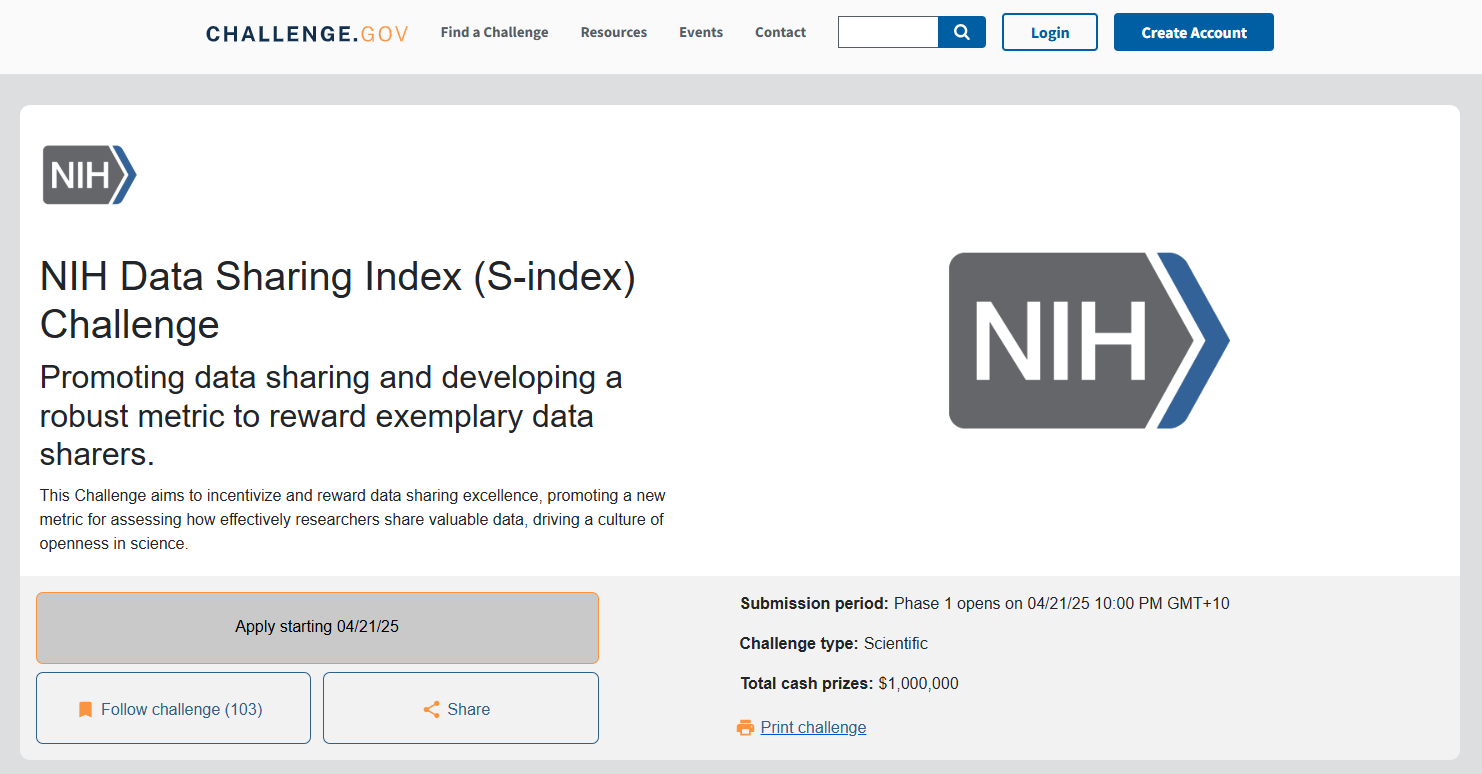 CHALLENGE.GOV
Find a Challenge
Resources
Events
Contact
Login
Create Account
NIH
NIH Data Sharing Index (S-index)
Challenge
Promoting data sharing and developing a
robust metric to reward exemplary data
sharers.
This Challenge aims to incentivize and reward data sharing excellence, promoting a new
metric for assessing how effectively researchers share valuable data, driving a culture of
openness in science.
NIH
Apply starting 04/21/25
Follow challenge (103)
Share
Submission period: Phase 1 opens on 04/21/25 10:00 PM GMT+10
Challenge type: Scientific
Total cash prizes: $1,000,000
Print challenge